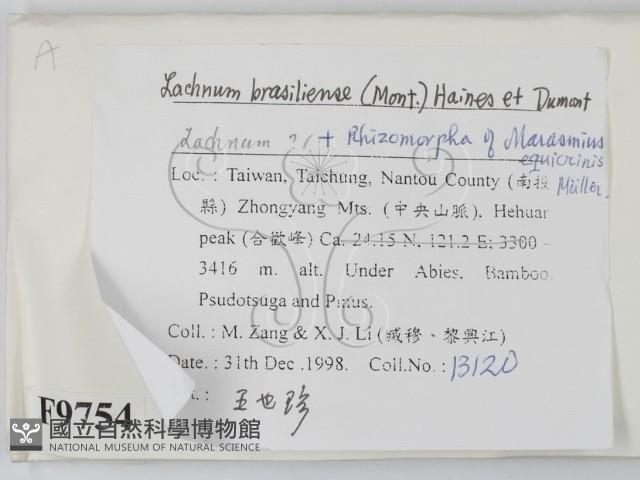 A
Lachnum brasiliense (Mont.) Haines et Dumont
Lachnum + Rhizomorpha of Marasmius
equicrinis
Müller.
Loc. : Taiwan, Taichung, Nantou County (南投
縣) Zhongyang Mts. (中央山脈), Hehuan
peak (合歡峰) Ca. 24.15 N, 121.2 E; 3300 -
3416 m. alt. Under Abies. Bamboo.
Psudotsuga and Pinus.
Coll. : M. Zang & X. J. Li (臧穆、黎興江)
Date. : 31th Dec .1998. Coll.No. : 13120
王也珍
F9754
國立自然科學博物館
NATIONAL MUSEUM OF NATURAL SCIENCE